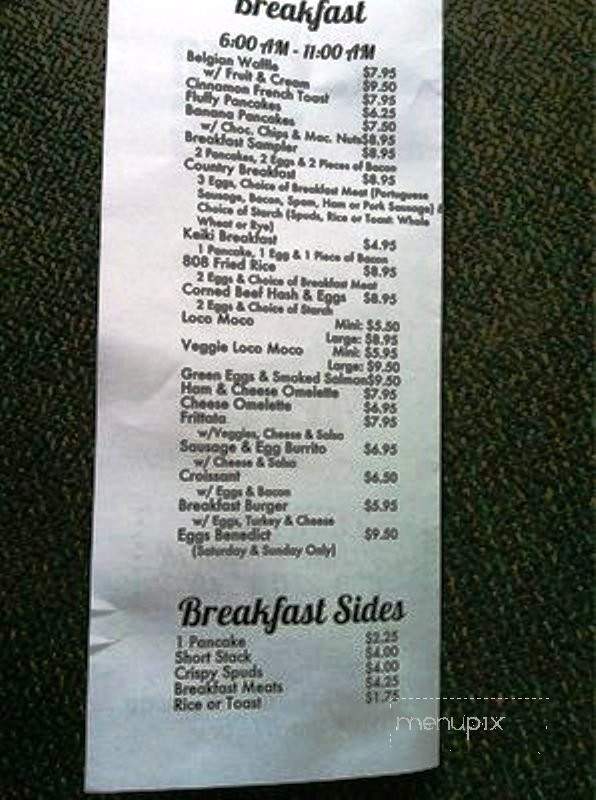 Breakfast
6:00 AM - 11:00 AM
Belgian Waffle $7.95
w/ Fruit & Cream $9.50
Cinnamon French Toast $7.95
Fluffy Pancakes $6.25
Banana Pancakes $7.50
w/ Choc. Chips & Mac. Nuts $8.95
Breakfast Sampler $8.95
2 Pancakes, 2 Eggs & 2 Pieces of Bacon
Country Breakfast $8.95
3 Eggs, Choice of Breakfast Meat (Portuguese
Sausage, Bacon, Spam, Ham or Pork Sausage) &
Choice of Starch (Spuds, Rice or Toast: Whole
Wheat or Rye)
Keiki Breakfast $4.95
1 Pancake, 1 Egg & 1 Piece of Bacon
808 Fried Rice $8.95
2 Eggs & Choice of Breakfast Meat
Corned Beef Hash & Eggs $8.95
2 Eggs & Choice of Starch
Loco Moco Mini: $5.50
Large: $8.95
Veggie Loco Moco Mini: $5.95
Large: $9.50
Green Eggs & Smoked Salmon $9.50
Ham & Cheese Omelette $7.95
Cheese Omelette $6.95
Frittata $7.95
w/Veggies, Cheese & Salsa
Sausage & Egg Burrito $6.95
w/ Cheese & Salsa
Croissant $6.50
w/ Eggs & Bacon
Breakfast Burger $5.95
w/ Eggs, Turkey & Cheese
Eggs Benedict $9.50
(Saturday & Sunday Only)
Breakfast Sides
1 Pancake $2.25
Short Stack $4.00
Crispy Spuds $4.00
Breakfast Meats $4.25
Rice or Toast $1.75
menupix